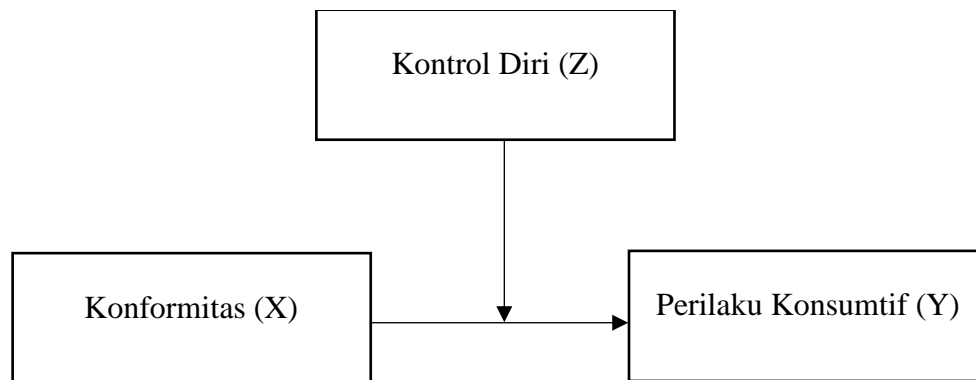 Kontrol Diri (Z)
Konformitas (X)
Perilaku Konsumtif (Y)